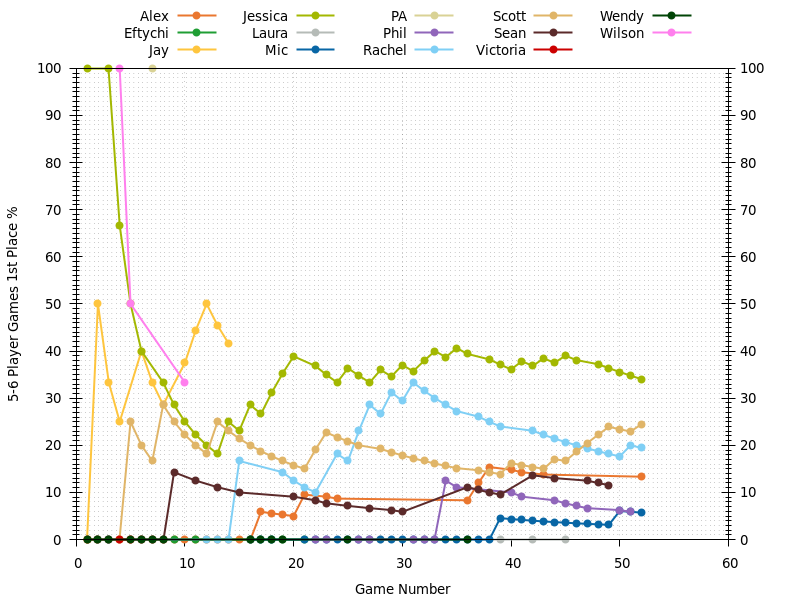 Alex Jessica PA Scott Wendy
Eftychi Laura Phil Sean Wilson
Jay Mic Rachel Victoria
100 100
90 90
80 80
70 70
60 60
50 50
40 40
30 30
20 20
10 10
0 0
0 10 20 30 40 50 60
5-6 Player Games 1st Place %
Game Number